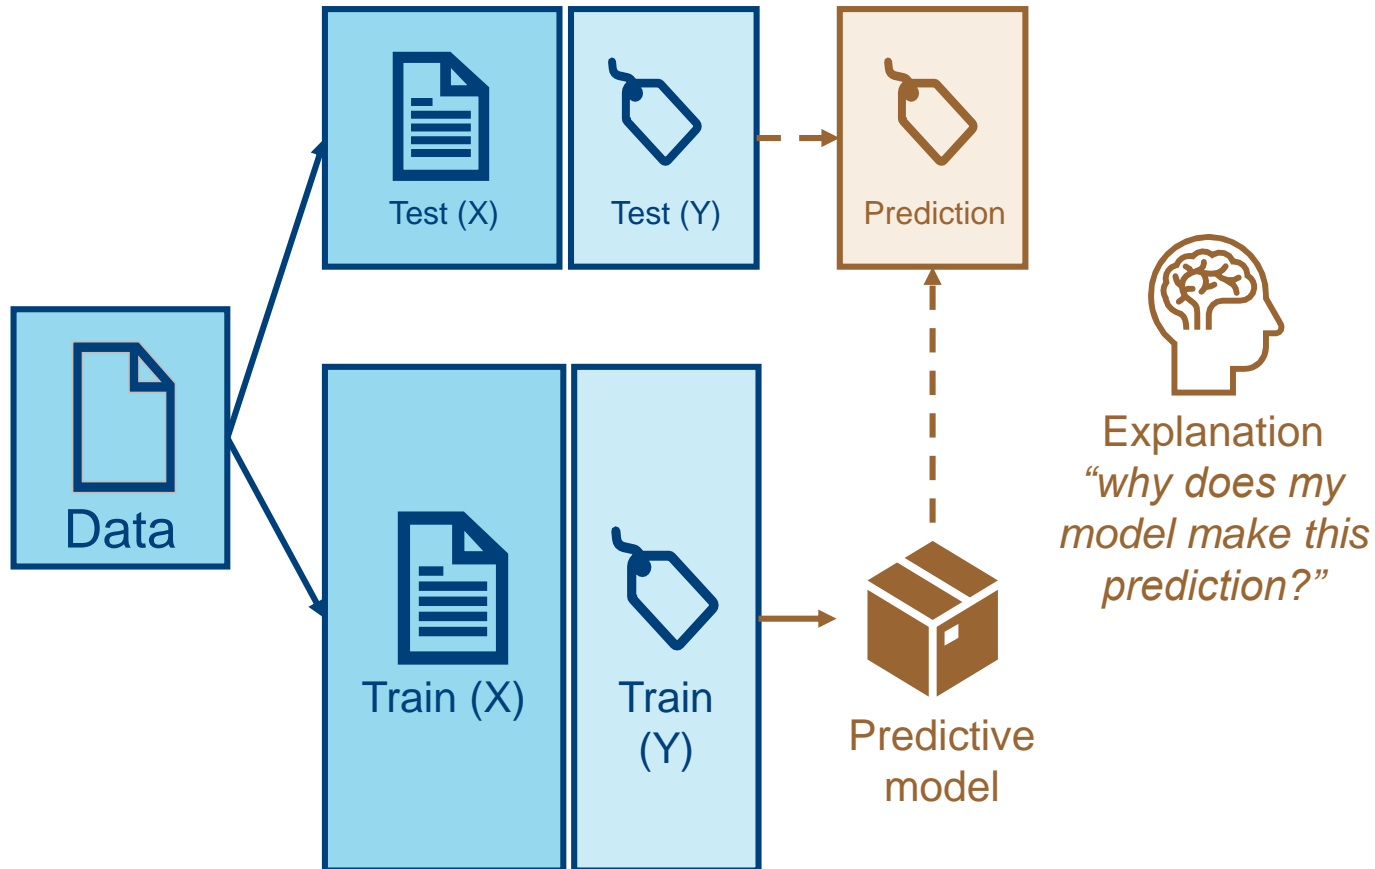 Test (X)
Test (Y)
Prediction
Data
Explanation
“why does my
model make this
prediction?”
Train (X)
Train
(Y)
Predictive
model